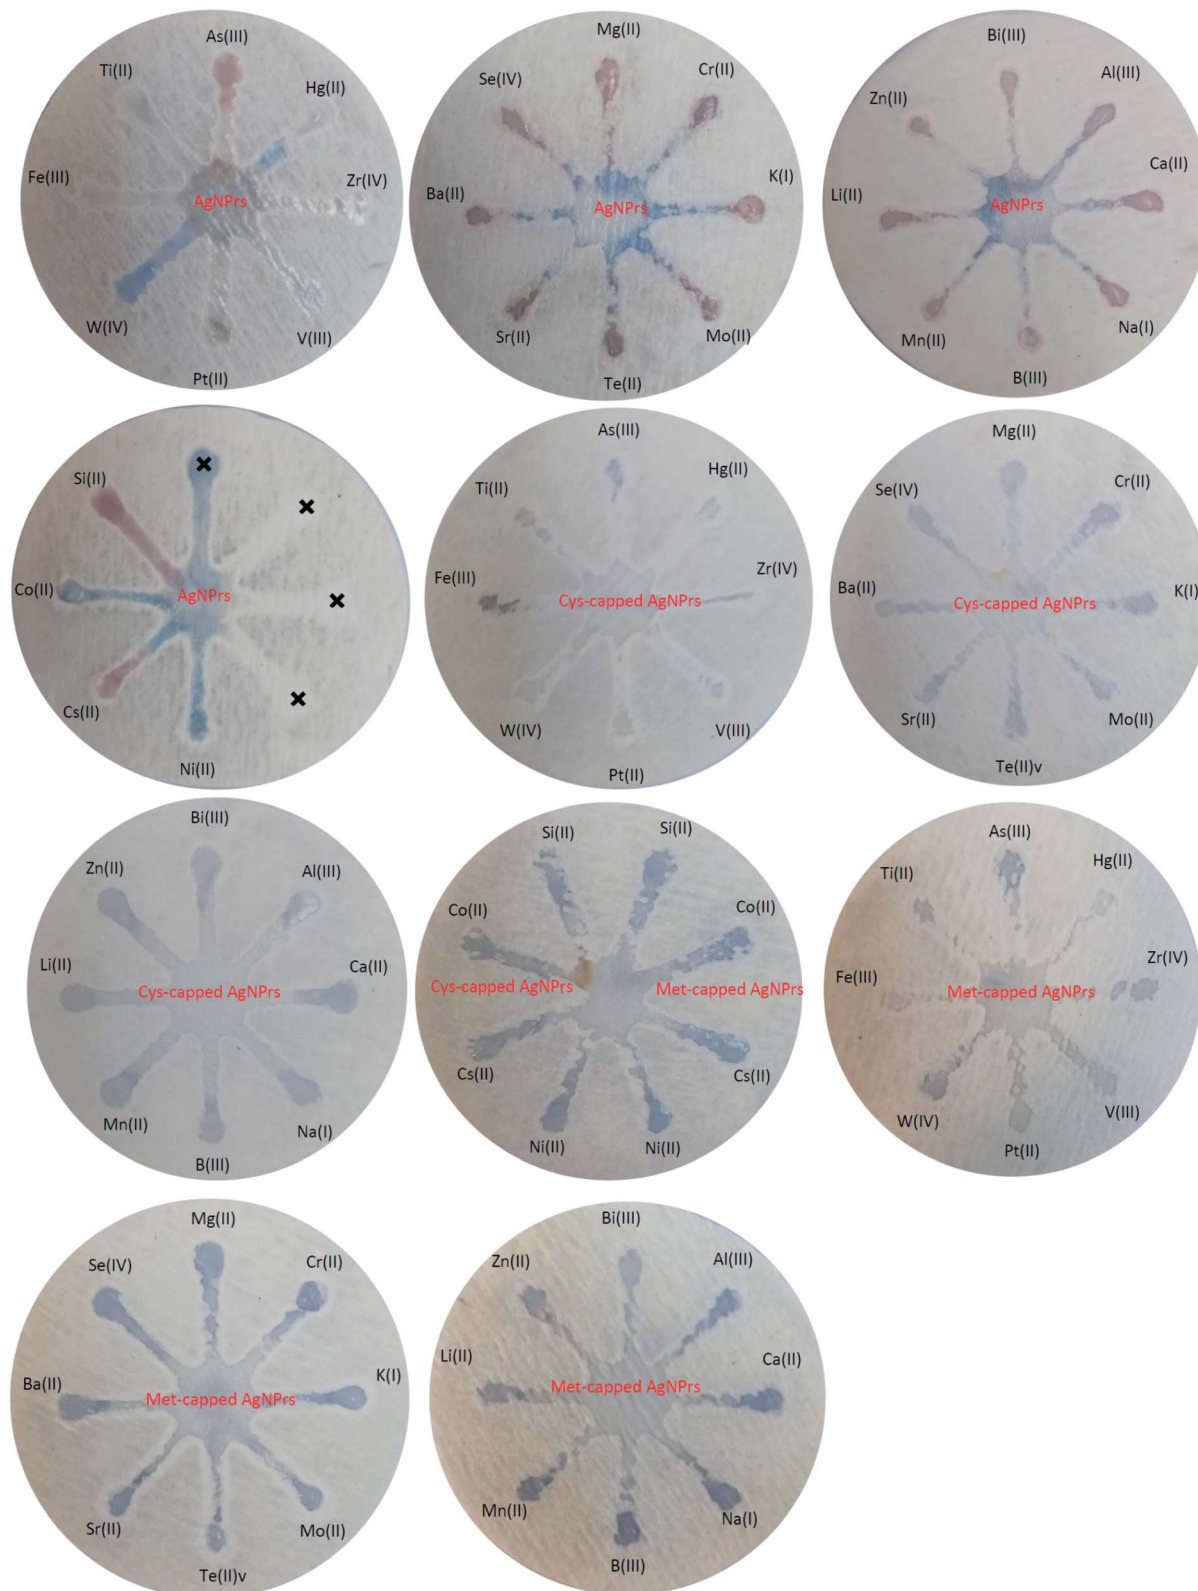 As(III)
Ti(II)
Hg(II)
Fe(III)
AgNPrs
Zr(IV)
W(IV)
V(III)
Pt(II)
Mg(II)
Se(IV)
Cr(II)
Ba(II)
AgNPrs
K(I)
Sr(II)
Mo(II)
Te(II)
Bi(III)
Zn(II)
Al(III)
Li(II)
AgNPrs
Ca(II)
Mn(II)
Na(I)
B(III)
Si(II)
Co(II)
AgNPrs
Cs(II)
Ni(II)
As(III)
Ti(II)
Hg(II)
Fe(III)
Cys-capped AgNPrs
Zr(IV)
W(IV)
V(III)
Pt(II)
Mg(II)
Se(IV)
Cr(II)
Ba(II)
Cys-capped AgNPrs
K(I)
Sr(II)
Mo(II)
Te(II)v
Bi(III)
Zn(II)
Al(III)
Li(II)
Cys-capped AgNPrs
Ca(II)
Mn(II)
Na(I)
B(III)
Si(II)
Si(II)
Co(II)
Co(II)
Cys-capped AgNPrs
Met-capped AgNPrs
Cs(II)
Cs(II)
Ni(II)
Ni(II)
As(III)
Ti(II)
Hg(II)
Fe(III)
Met-capped AgNPrs
Zr(IV)
W(IV)
V(III)
Pt(II)
Mg(II)
Se(IV)
Cr(II)
Ba(II)
Met-capped AgNPrs
K(I)
Sr(II)
Mo(II)
Te(II)v
Bi(III)
Zn(II)
Al(III)
Li(II)
Met-capped AgNPrs
Ca(II)
Mn(II)
Na(I)
B(III)